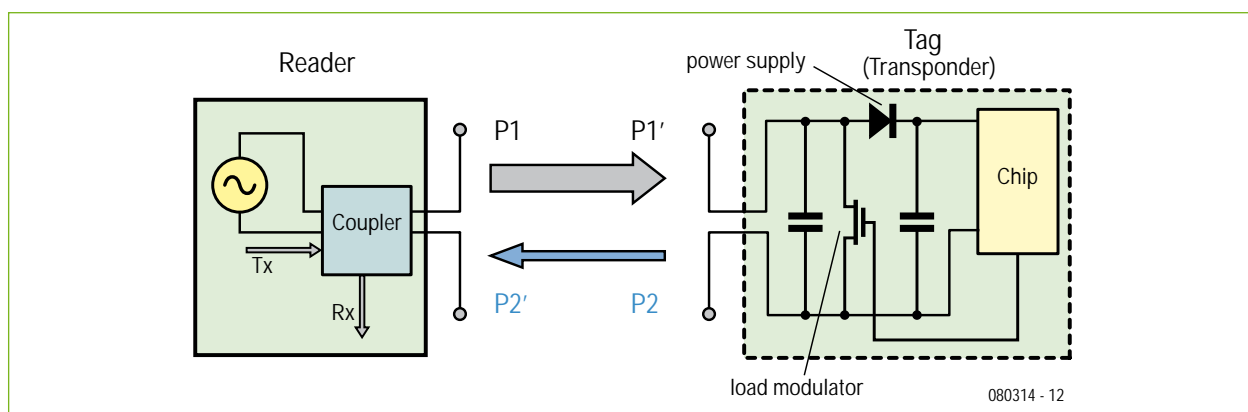 Reader
Tag
(Transponder)
power supply
P1
P1′
Coupler
Chip
Tx
Rx
P2′
P2
load modulator
080314 - 12